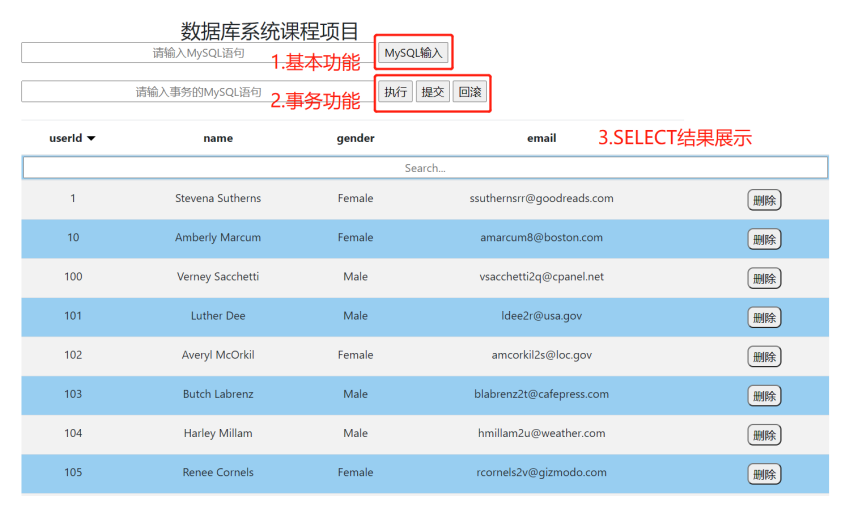 数据库系统课程项目
请输入MySQL语句 1.基本功能 MySQL输入
请输入事务的MySQL语句 2.事务功能 执行 提交 回滚
userId name gender email 3.SELECT结果展示
Search...
1 Stevena Sutherns Female ssuthernsrr@goodreads.com 删除
10 Amberly Marcum Female amarcum8@boston.com 删除
100 Verney Sacchetti Male vsacchetti2q@cpanel.net 删除
101 Luther Dee Male ldee2r@usa.gov 删除
102 Averyl McOrkil Female amcorkil2s@loc.gov 删除
103 Butch Labrenz Male blabrenz2t@cafepress.com 删除
104 Harley Millam Male hmillam2u@weather.com 删除
105 Renee Cornels Female rcornels2v@gizmodo.com 删除